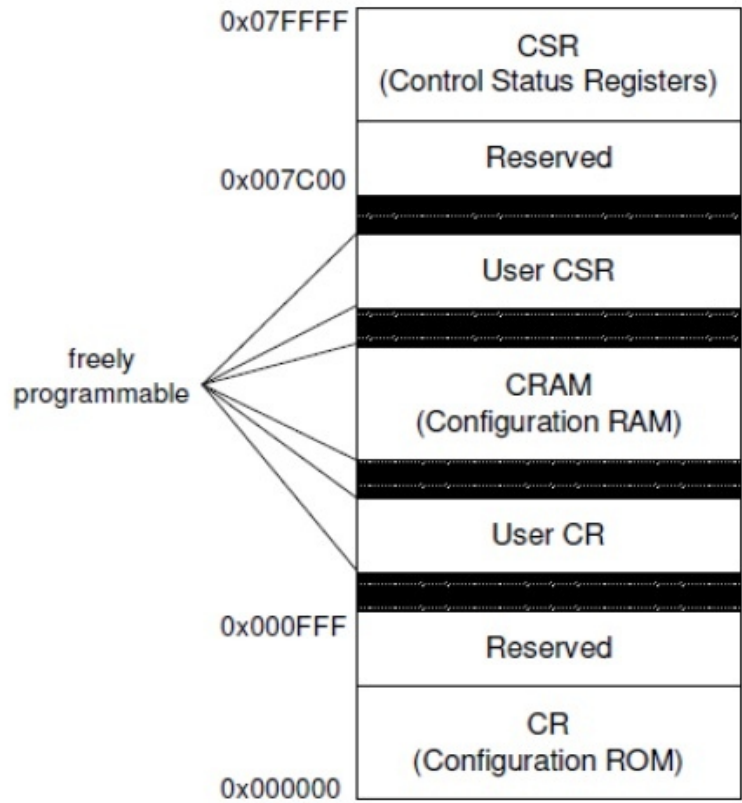 0x07FFFF
CSR
(Control Status Registers)
Reserved
0x007C00
User CSR
freely
programmable
CRAM
(Configuration RAM)
User CR
0x000FFF
Reserved
CR
(Configuration ROM)
0x000000